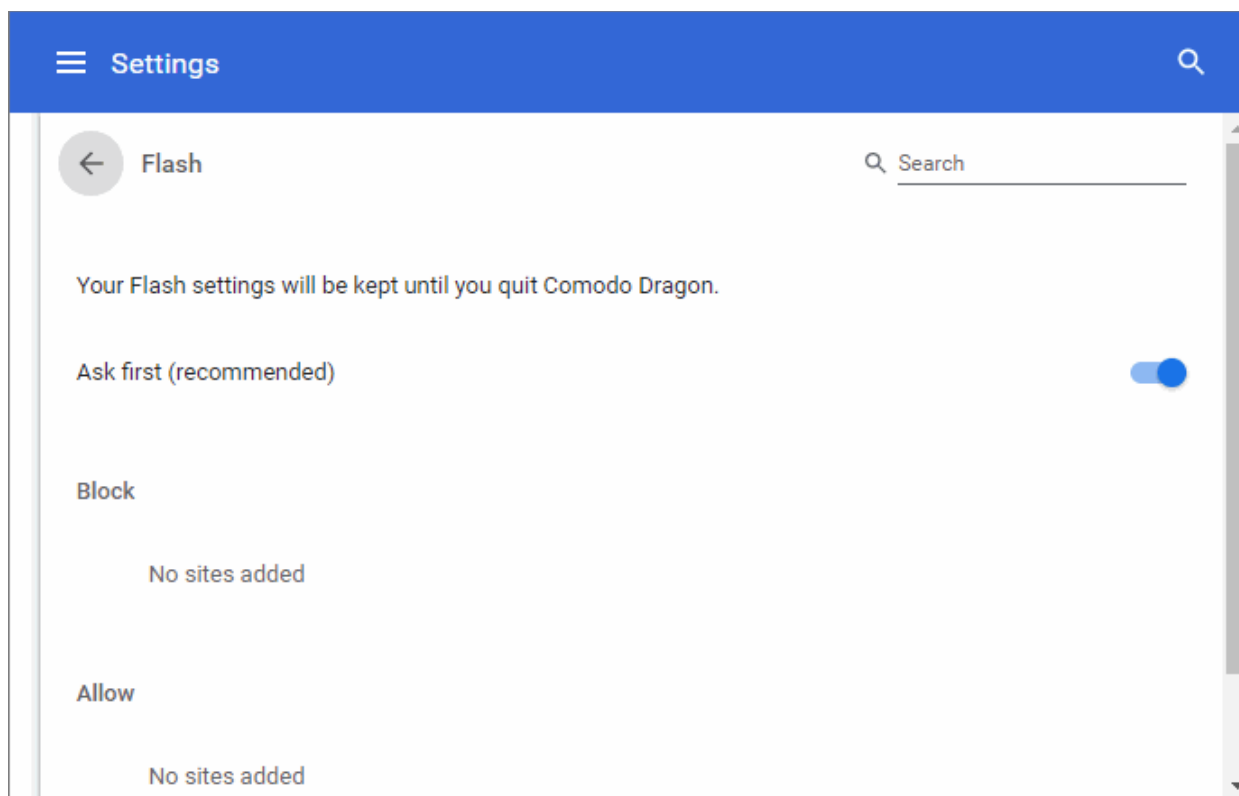 Settings
Flash
Search
Your Flash settings will be kept until you quit Comodo Dragon.
Ask first (recommended)
Block
No sites added
Allow
No sites added